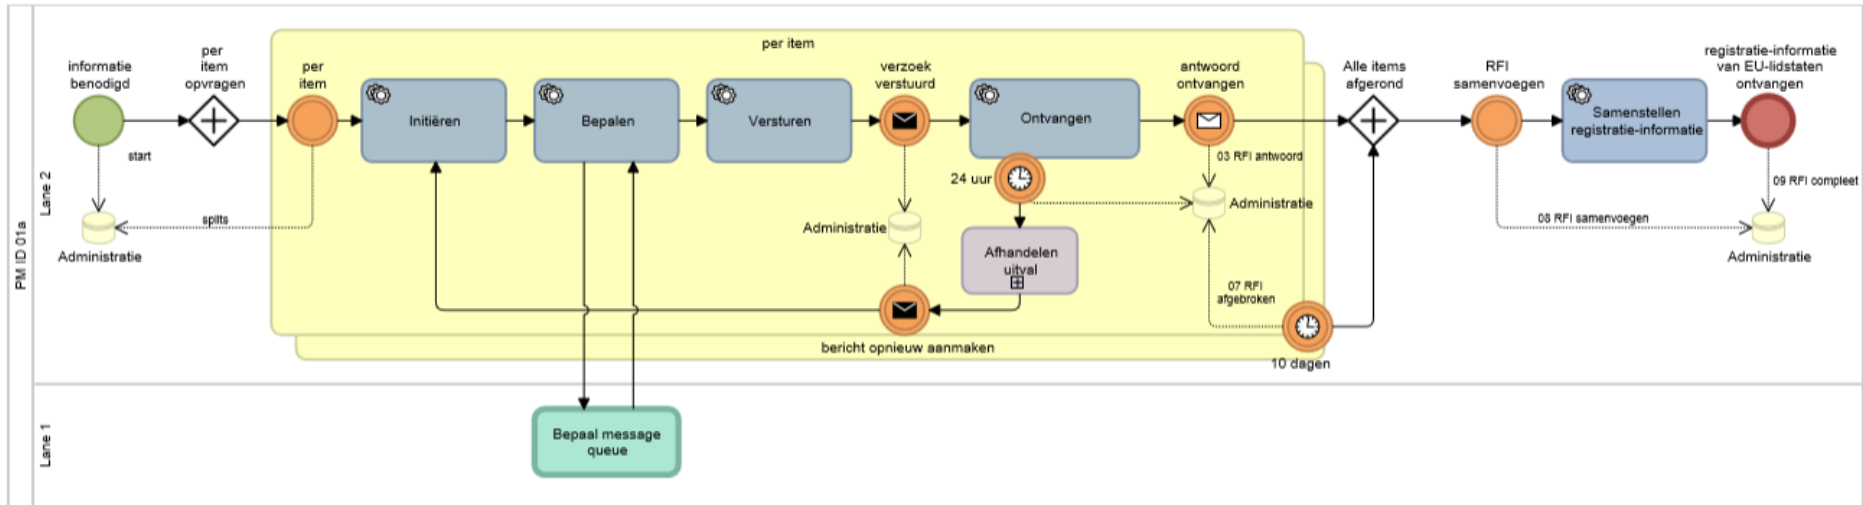 PM ID 01a
Lane 2
informatie
benodigd
per
item
opvragen
per
item
per item
Initiëren
Bepalen
Versturen
verzoek
verstuurd
Ontvangen
antwoord
ontvangen
Alle items
afgerond
RFI
samenvoegen
Samenstellen
registratie-informatie
registratie-informatie
van EU-lidstaten
ontvangen
start
splits
Administratie
24 uur
03 RFI antwoord
Administratie
Administratie
Afhandelen
uitval
07 RFI
afgebroken
09 RFI compleet
08 RFI samenvoegen
Administratie
bericht opnieuw aanmaken
10 dagen
Lane 1
Bepaal message
queue